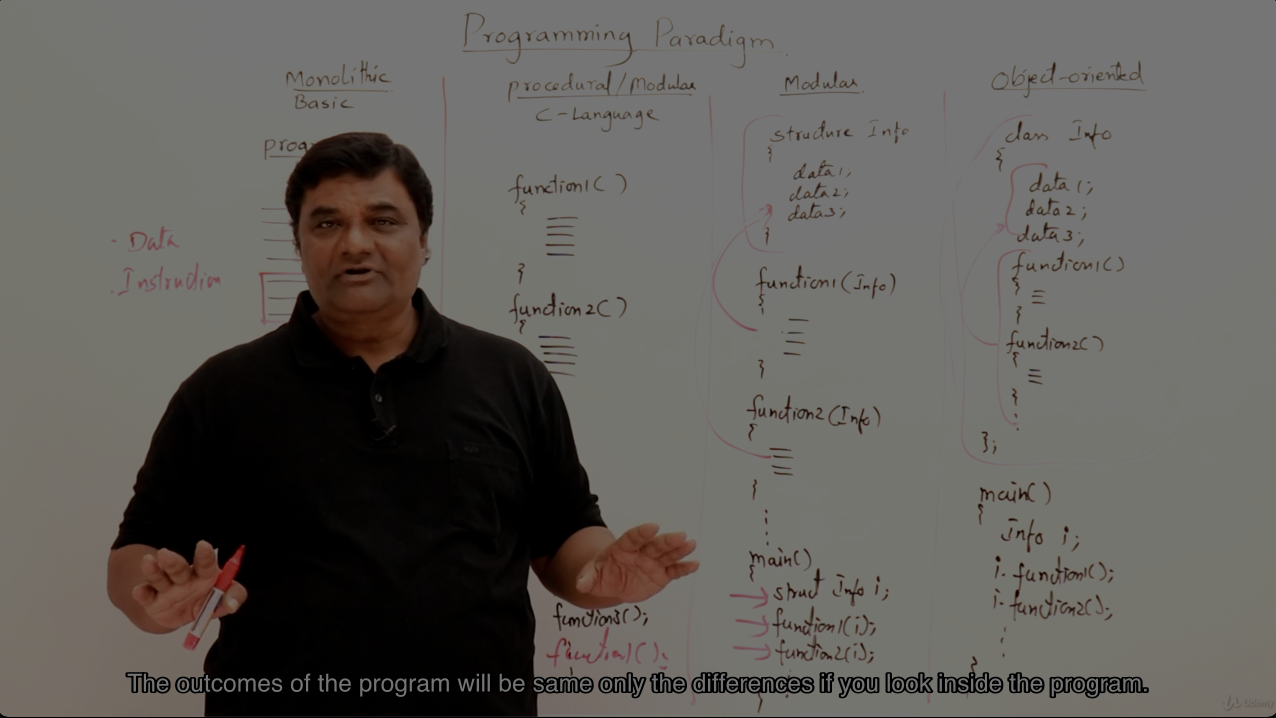 Programming Paradigm
Monolithic
Basic
· Data
· Instruction
procedural/Modular
C-Language
function1( )
{
}
function2( )
{
function3();
function1();
Modular
structure Info
{
data1;
data2;
data3;
}
function1(Info)
{
}
function2(Info)
{
}
main()
{
struct Info i;
function1(i);
function2(i);
}
Object-oriented
class Info
{
data1;
data2;
data3;
function1()
{
}
function2()
{
}
};
main()
{
Info i;
i.function1();
i.function2();
}
The outcomes of the program will be same only the differences if you look inside the program.
Udemy